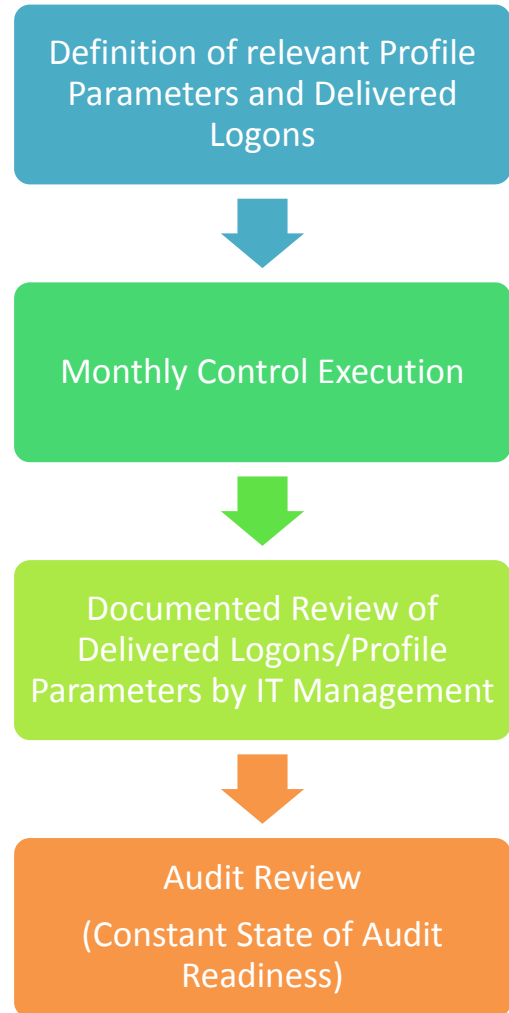 Definition of relevant Profile
Parameters and Delivered
Logons
Monthly Control Execution
Documented Review of
Delivered Logons/Profile
Parameters by IT Management
Audit Review
(Constant State of Audit
Readiness)